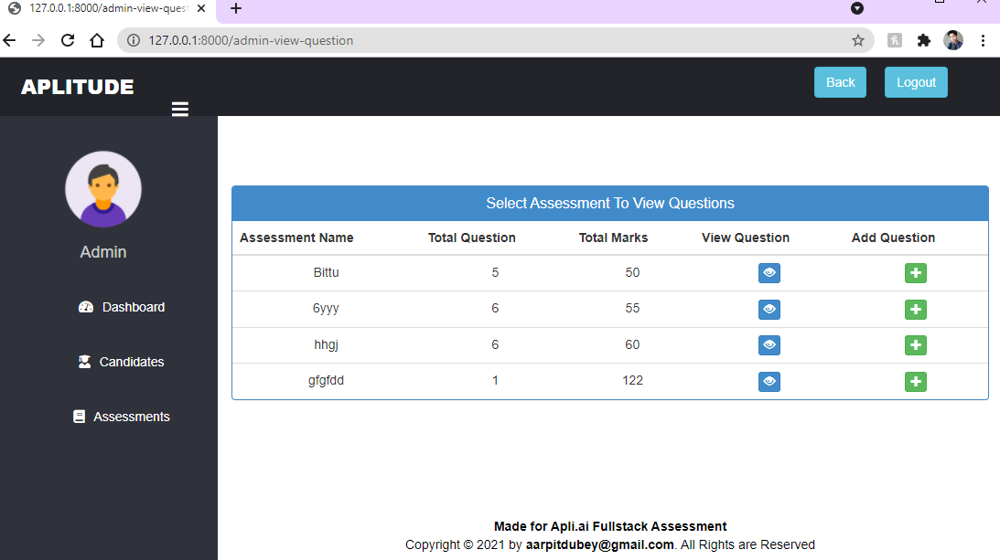 127.0.0.1:8000/admin-view-quest
127.0.0.1:8000/admin-view-question
APLITUDE
Back
Logout
Admin
Dashboard
Candidates
Assessments
Select Assessment To View Questions
Assessment Name Total Question Total Marks View Question Add Question
Bittu 5 50
6yyy 6 55
hhgj 6 60
gfgfdd 1 122
Made for Apli.ai Fullstack Assessment
Copyright © 2021 by aarpitdubey@gmail.com. All Rights are Reserved